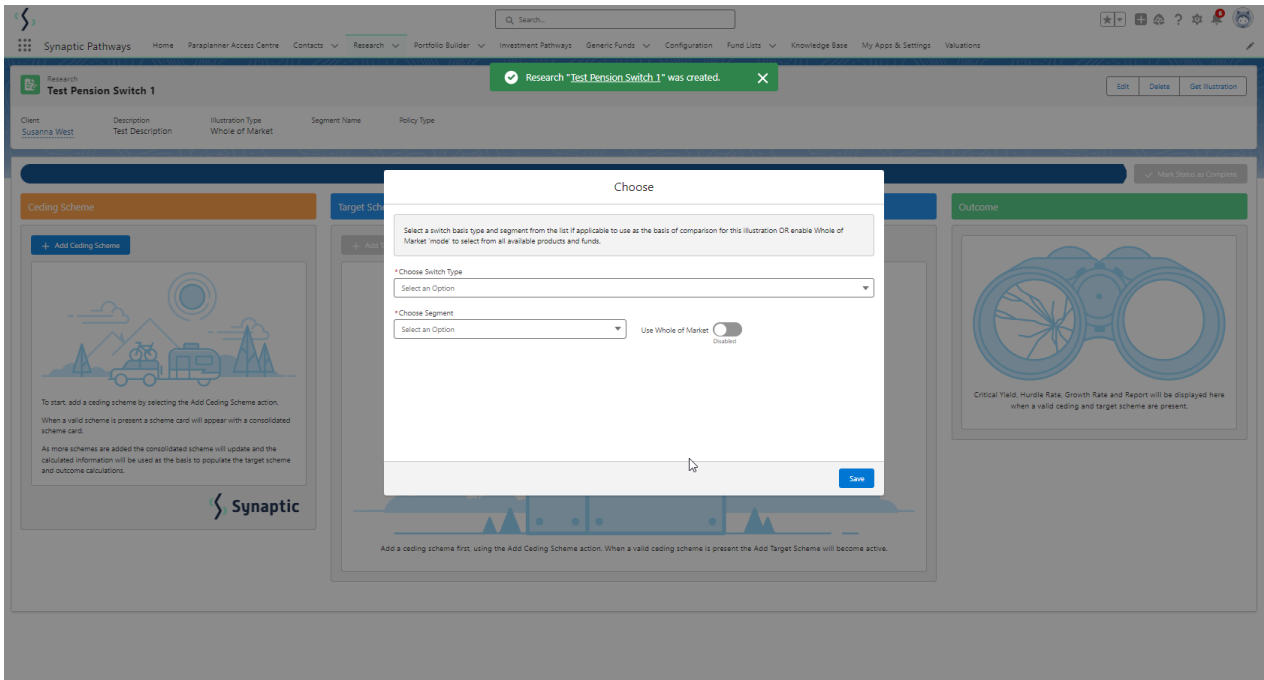 Search...
Synaptic Pathways
Home
Paraplanner Access Centre
Contacts
Research
Portfolio Builder
Investment Pathways
Generic Funds
Configuration
Fund Lists
Knowledge Base
My Apps & Settings
Valuations
Research
Test Pension Switch 1
Research "Test Pension Switch 1" was created.
Edit
Delete
Get Illustration
Client
Description
Illustration Type
Segment Name
Policy Type
Susanna West
Test Description
Whole of Market
Mark Status as Complete
Ceding Scheme
Target Sch
Outcome
+ Add Ceding Scheme
+ Add
To start, add a ceding scheme by selecting the Add Ceding Scheme action.
When a valid scheme is present a scheme card will appear with a consolidated
scheme card.
As more schemes are added the consolidated scheme will update and the
calculated information will be used as the basis to populate the target scheme
and outcome calculations.
Synaptic
Choose
Select a switch basis type and segment from the list if applicable to use as the basis of comparison for this illustration OR enable Whole of
Market 'mode' to select from all available products and funds.
*Choose Switch Type
Select an Option
*Choose Segment
Select an Option
Use Whole of Market
Disabled
Save
Add a ceding scheme first, using the Add Ceding Scheme action. When a valid ceding scheme is present the Add Target Scheme will become active.
Critical Yield, Hurdle Rate, Growth Rate and Report will be displayed here
when a valid ceding and target scheme are present.